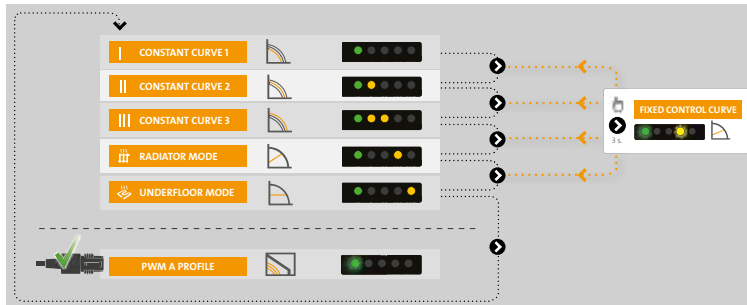 CONSTANT CURVE 1
CONSTANT CURVE 2
CONSTANT CURVE 3
RADIATOR MODE
UNDERFLOOR MODE
PWM A PROFILE
FIXED CONTROL CURVE
3 s.